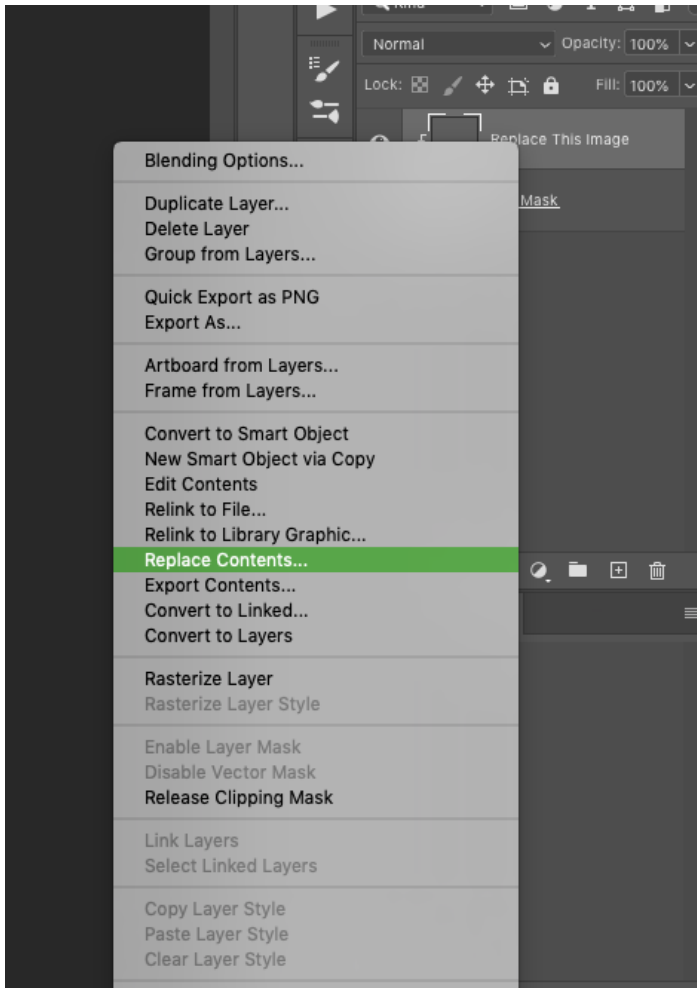 Normal
Opacity: 100%
Lock:
Fill: 100%
Replace This Image
Mask
Blending Options...
Duplicate Layer...
Delete Layer
Group from Layers...
Quick Export as PNG
Export As...
Artboard from Layers...
Frame from Layers...
Convert to Smart Object
New Smart Object via Copy
Edit Contents
Relink to File...
Relink to Library Graphic...
Replace Contents...
Export Contents...
Convert to Linked...
Convert to Layers
Rasterize Layer
Rasterize Layer Style
Enable Layer Mask
Disable Vector Mask
Release Clipping Mask
Link Layers
Select Linked Layers
Copy Layer Style
Paste Layer Style
Clear Layer Style